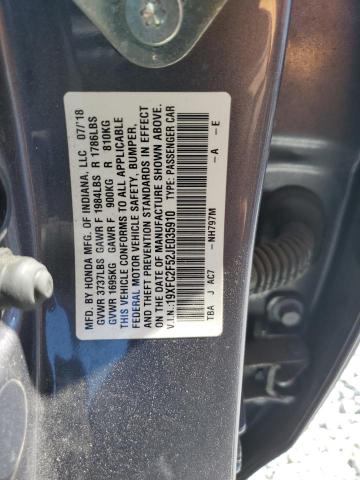 MFD. BY HONDA MFG. OF INDIANA, LLC 07/18
GVWR 3737LBS GAWR F 1984LBS R 1786LBS
GVWR 1695KG GAWR F 900KG R 810KG
THIS VEHICLE CONFORMS TO ALL APPLICABLE
FEDERAL MOTOR VEHICLE SAFETY, BUMPER,
AND THEFT PREVENTION STANDARDS IN EFFECT
ON THE DATE OF MANUFACTURE SHOWN ABOVE.
V.I.N.:19XFC2F52JE035910 TYPE: PASSENGER CAR
TBA J AC7 -NH797M -A -E